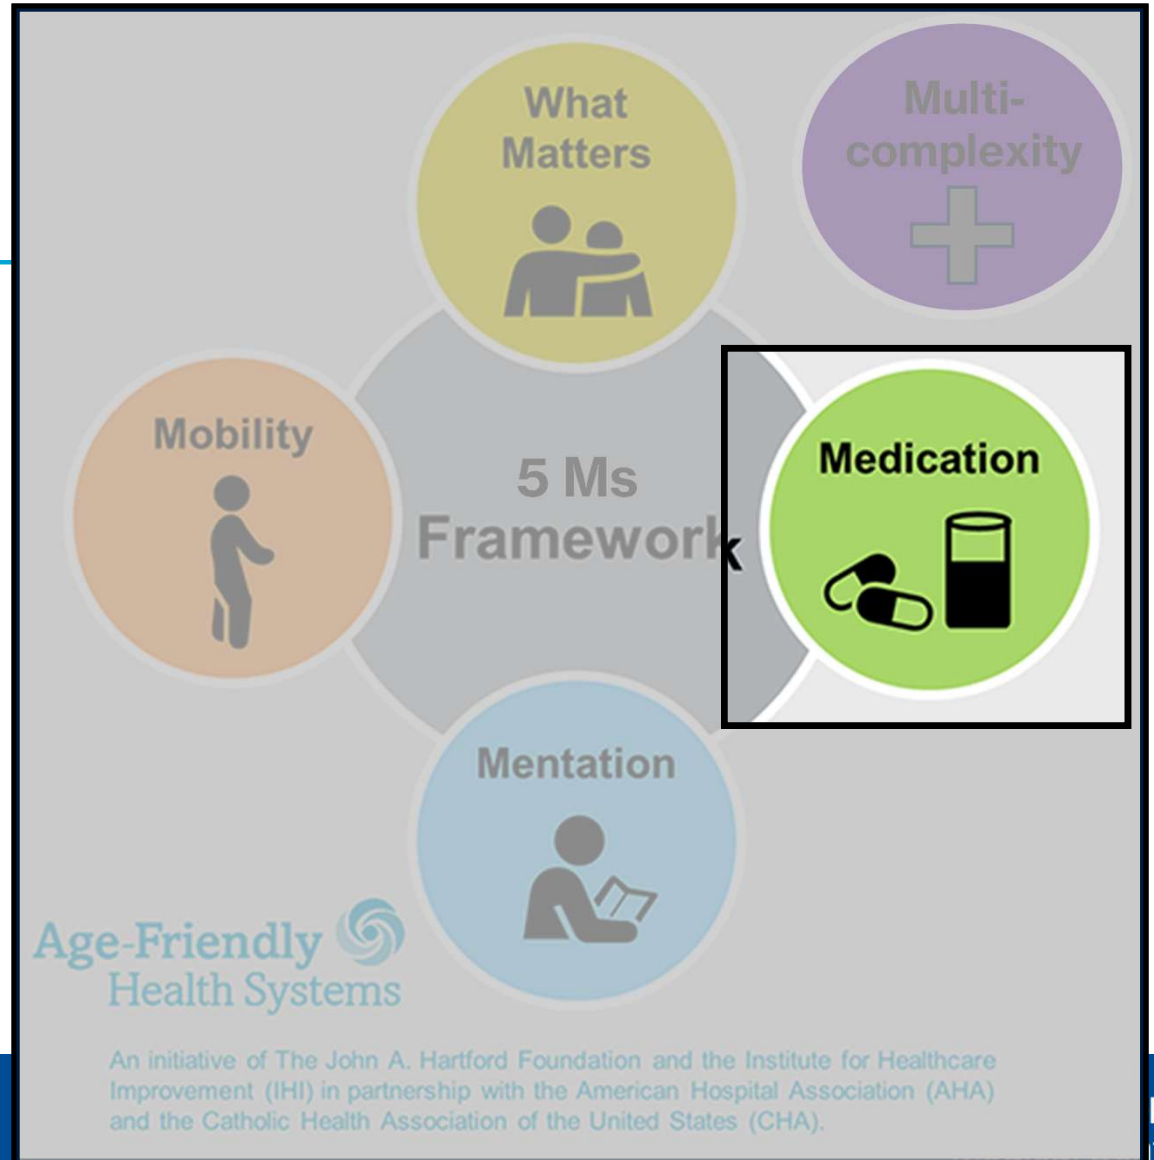 What
Matters
Multi-
complexity
Mobility
5 Ms
Framework
Medication
Mentation
Age-Friendly
Health Systems
An initiative of The John A. Hartford Foundation and the Institute for Healthcare
Improvement (IHI) in partnership with the American Hospital Association (AHA)
and the Catholic Health Association of the United States (CHA).